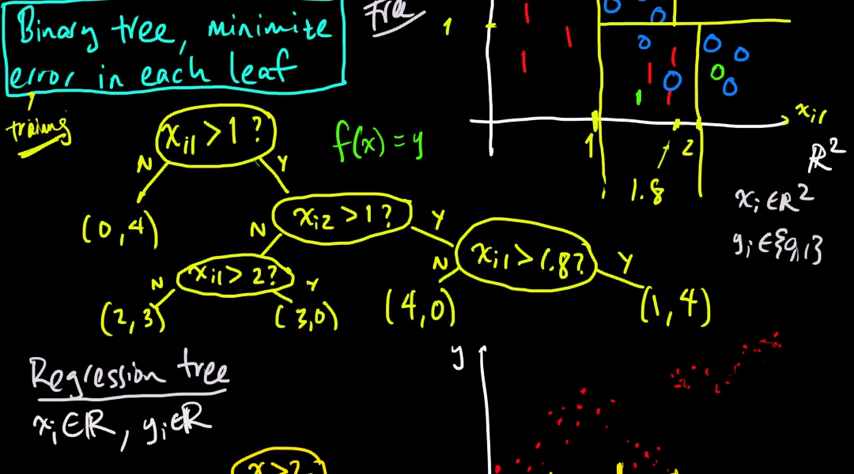 Binary tree, minimize
error in each leaf
training
Tree
1
x_i1 > 1 ?
f(x) = y
N
Y
(0,4)
x_i2 > 1 ?
N
Y
x_i1 > 2 ?
N
Y
(2,3)
(3,0)
x_i1 > 1.8 ?
N
Y
(4,0)
(1,4)
1
2
1.8
x_i1
ℝ²
x_i ∈ ℝ²
y_i ∈ {0,1}
Regression tree
x_i ∈ ℝ, y_i ∈ ℝ
y